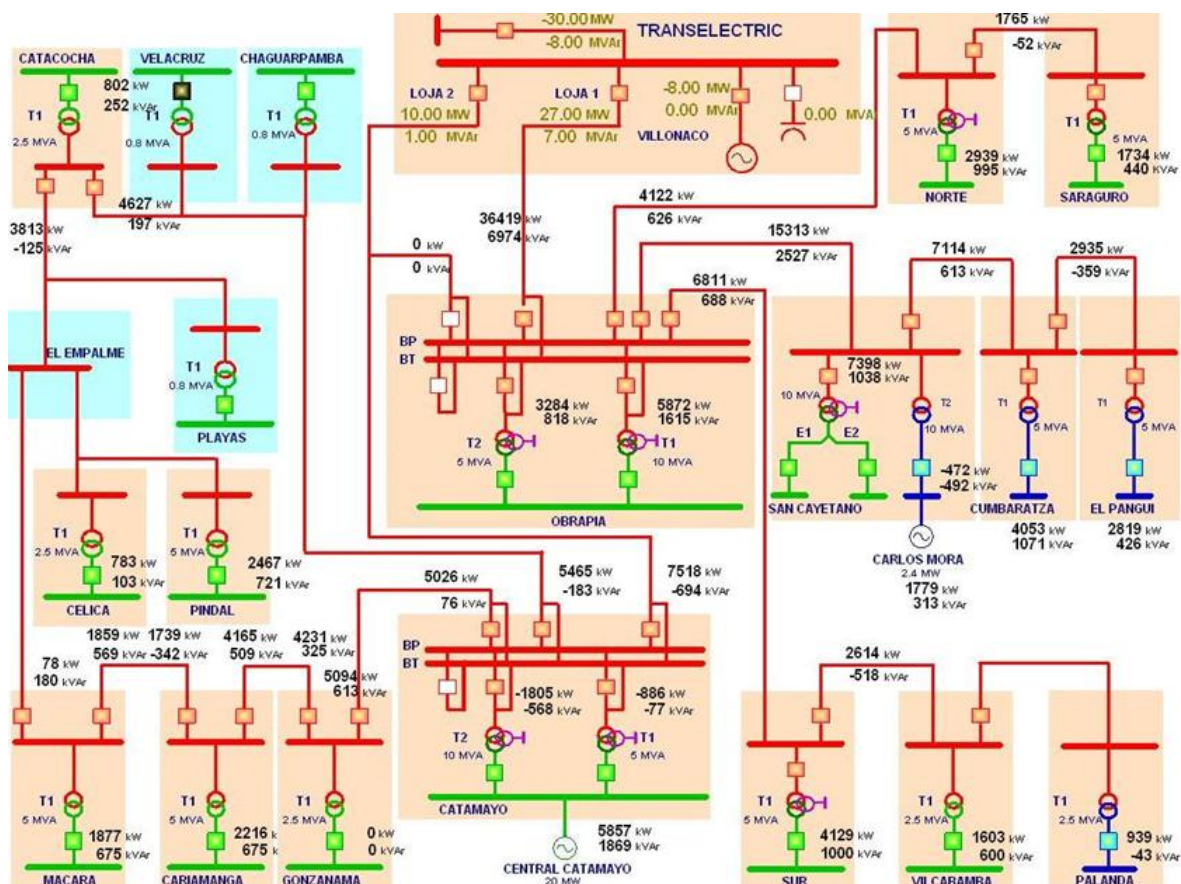 -30.00 MW
-8.00 MVAr
TRANSELECTRIC
1765 kW
-52 kVAr
CATACOCHA
VELACRUZ
CHAGUARPAMBA
802 kW
252 kVAr
T1
2.5 MVA
T1
0.8 MVA
T1
0.8 MVA
LOJA 2
10.00 MW
1.00 MVAr
LOJA 1
27.00 MW
7.00 MVAr
-8.00 MW
0.00 MVAr
VILLONACO
0.00 MVAr
T1
5 MVA
2939 kW
995 kVAr
NORTE
T1
5 MVA
1734 kW
440 kVAr
SARAGURO
4627 kW
197 kVAr
3813 kW
-125 kVAr
36419 kW
6974 kVAr
4122 kW
626 kVAr
0 kW
0 kVAr
15313 kW
2527 kVAr
7114 kW
613 kVAr
2935 kW
-359 kVAr
6811 kW
688 kVAr
EL EMPALME
T1
0.8 MVA
PLAYAS
BP
BT
3284 kW
818 kVAr
T2
5 MVA
5872 kW
1615 kVAr
T1
10 MVA
OBRAPIA
7398 kW
1038 kVAr
10 MVA
E1
E2
SAN CAYETANO
T2
10 MVA
-472 kW
-492 kVAr
CARLOS MORA
2.4 MW
1779 kW
313 kVAr
T1
5 MVA
CUMBARATZA
4053 kW
1071 kVAr
T1
5 MVA
EL PANGUI
2819 kW
426 kVAr
T1
2.5 MVA
783 kW
103 kVAr
CELICA
T1
5 MVA
2467 kW
721 kVAr
PINDAL
5026 kW
76 kVAr
5465 kW
-183 kVAr
7518 kW
-694 kVAr
78 kW
180 kVAr
1859 kW
569 kVAr
1739 kW
-342 kVAr
4165 kW
509 kVAr
4231 kW
325 kVAr
5094 kW
613 kVAr
BP
BT
-1805 kW
-568 kVAr
T2
10 MVA
-886 kW
-77 kVAr
T1
5 MVA
CATAMAYO
5857 kW
1869 kVAr
CENTRAL CATAMAYO
20 MW
2614 kW
-518 kVAr
T1
5 MVA
1877 kW
675 kVAr
MACARA
T1
5 MVA
2216
675 kVAr
CARIAMANGA
T1
2.5 MVA
0 kW
0 kVAr
GONZANAMA
T1
5 MVA
4129 kW
1000 kVAr
SUR
T1
2.5 MVA
1603 kW
600 kVAr
VILCABAMBA
T1
2.5 MVA
939 kW
-43 kVAr
PALANDA